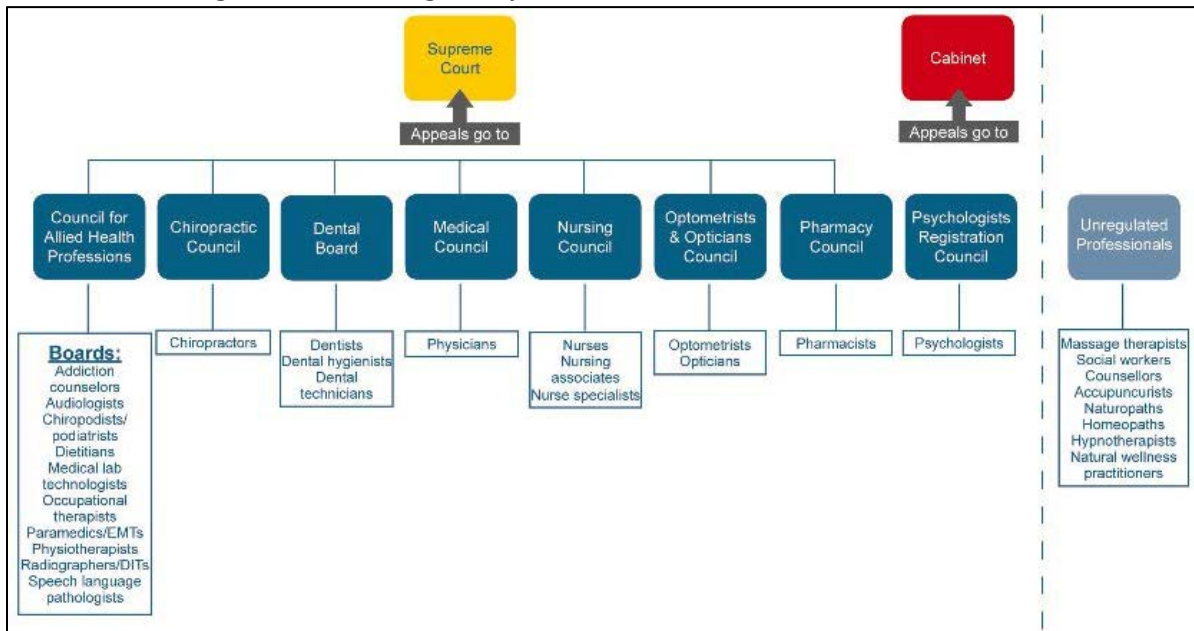 Supreme
Court
Cabinet
Appeals go to
Appeals go to
Council for
Allied Health
Professions
Chiropractic
Council
Dental
Board
Medical
Council
Nursing
Council
Optometrists
& Opticians
Council
Pharmacy
Council
Psychologists
Registration
Council
Unregulated
Professionals
Boards:
Addiction
counselors
Audiologists
Chiropodists/
podiatrists
Dietitians
Medical lab
technologists
Occupational
therapists
Paramedics/EMTs
Physiotherapists
Radiographers/DITs
Speech language
pathologists
Chiropractors
Dentists
Dental hygienists
Dental
technicians
Physicians
Nurses
Nursing
associates
Nurse specialists
Optometrists
Opticians
Pharmacists
Psychologists
Massage therapists
Social workers
Counsellors
Accupuncurists
Naturopaths
Homeopaths
Hypnotherapists
Natural wellness
practitioners